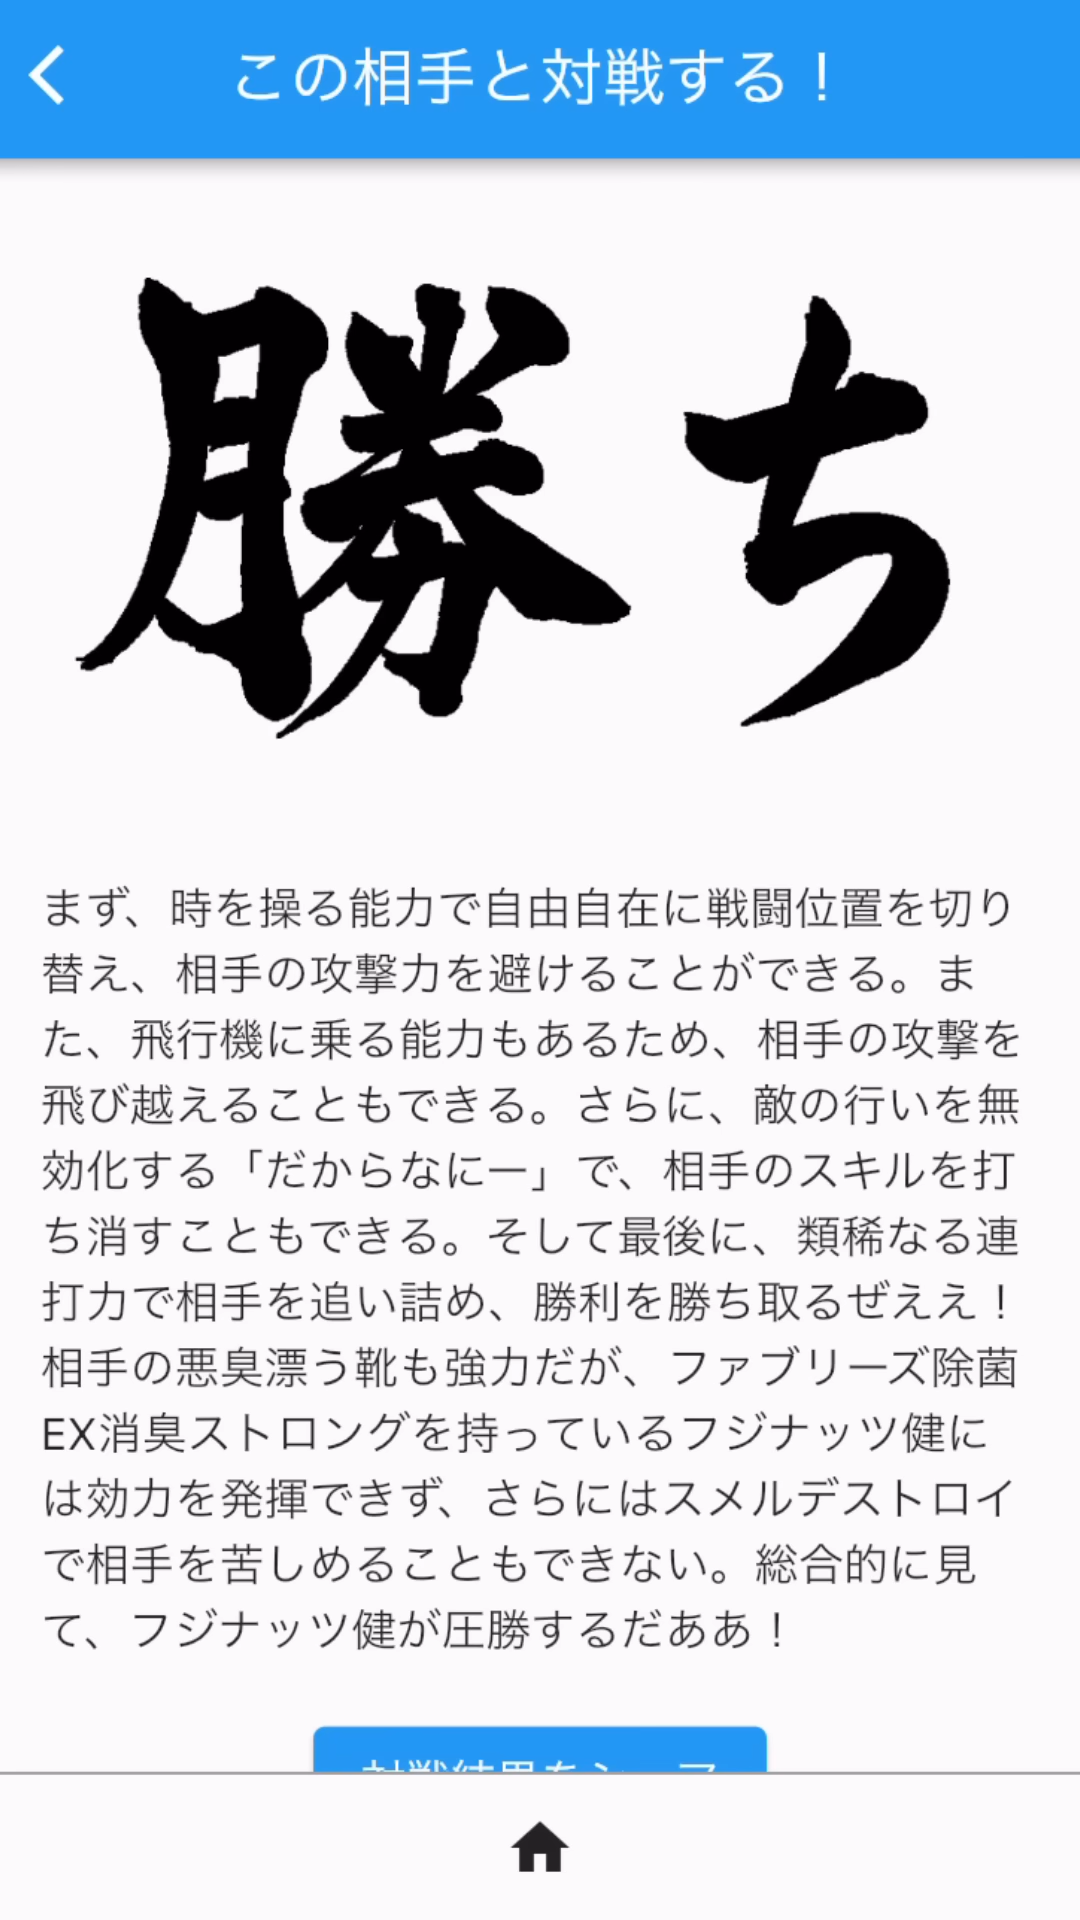 この相手と対戦する！
勝ち
まず、時を操る能力で自由自在に戦闘位置を切り
替え、相手の攻撃力を避けることができる。ま
た、飛行機に乗る能力もあるため、相手の攻撃を
飛び越えることもできる。さらに、敵の行いを無
効化する「だからなにー」で、相手のスキルを打
ち消すこともできる。そして最後に、類稀なる連
打力で相手を追い詰め、勝利を勝ち取るぜええ！
相手の悪臭漂う靴も強力だが、ファブリーズ除菌
EX消臭ストロングを持っているフジナッツ健に
は効力を発揮できず、さらにはスメルデストロイ
で相手を苦しめることもできない。総合的に見
て、フジナッツ健が圧勝するだああ！
対戦結果をシェア